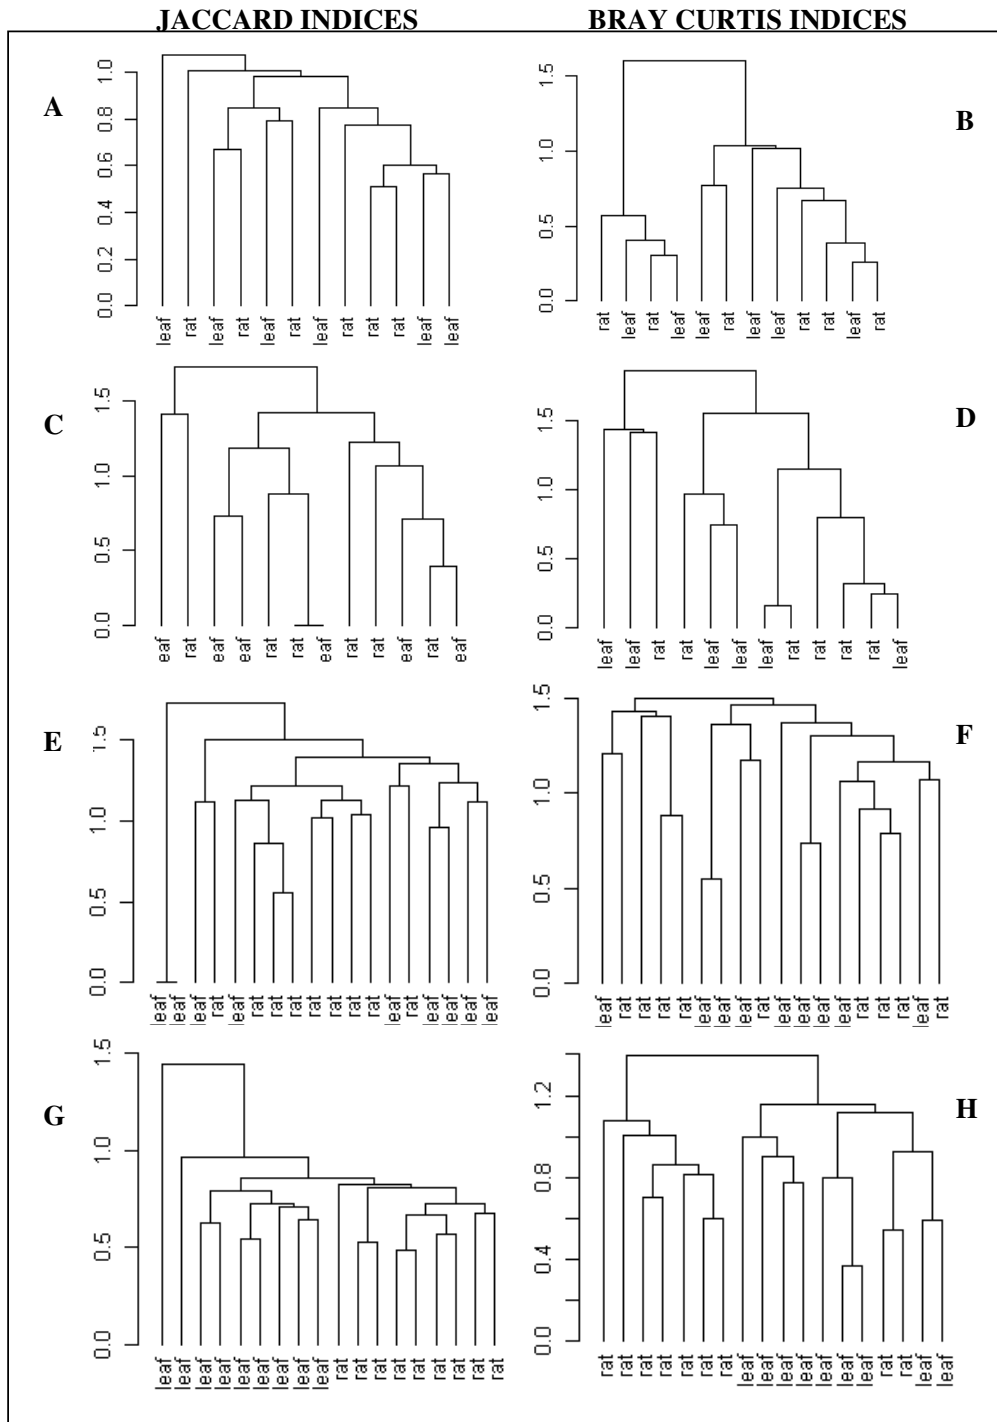 JACCARD INDICES
BRAY CURTIS INDICES
A
1.0
0.8
0.6
0.4
0.2
0.0
leaf rat leaf rat leaf rat leaf rat rat rat leaf leaf
B
1.5
1.0
0.5
0.0
rat leaf rat leaf leaf rat leaf leaf rat rat leaf rat
C
1.5
1.0
0.5
0.0
eaf rat eaf eaf rat rat eaf rat rat eaf rat eaf
D
1.5
1.0
0.5
0.0
leaf leaf rat rat leaf leaf leaf rat rat rat rat leaf
E
1.5
1.0
0.5
0.0
leaf leaf leaf rat leaf rat rat rat rat rat rat rat leaf rat leaf leaf leaf leaf
F
1.5
1.0
0.5
0.0
leaf rat rat rat rat leaf leaf leaf rat leaf leaf leaf leaf rat rat rat leaf rat
G
1.5
1.0
0.5
0.0
leaf leaf leaf leaf leaf leaf leaf leaf leaf rat rat rat rat rat rat rat rat rat
H
1.2
0.8
0.4
0.0
rat rat rat rat rat rat rat leaf leaf leaf leaf leaf leaf leaf rat rat leaf leaf